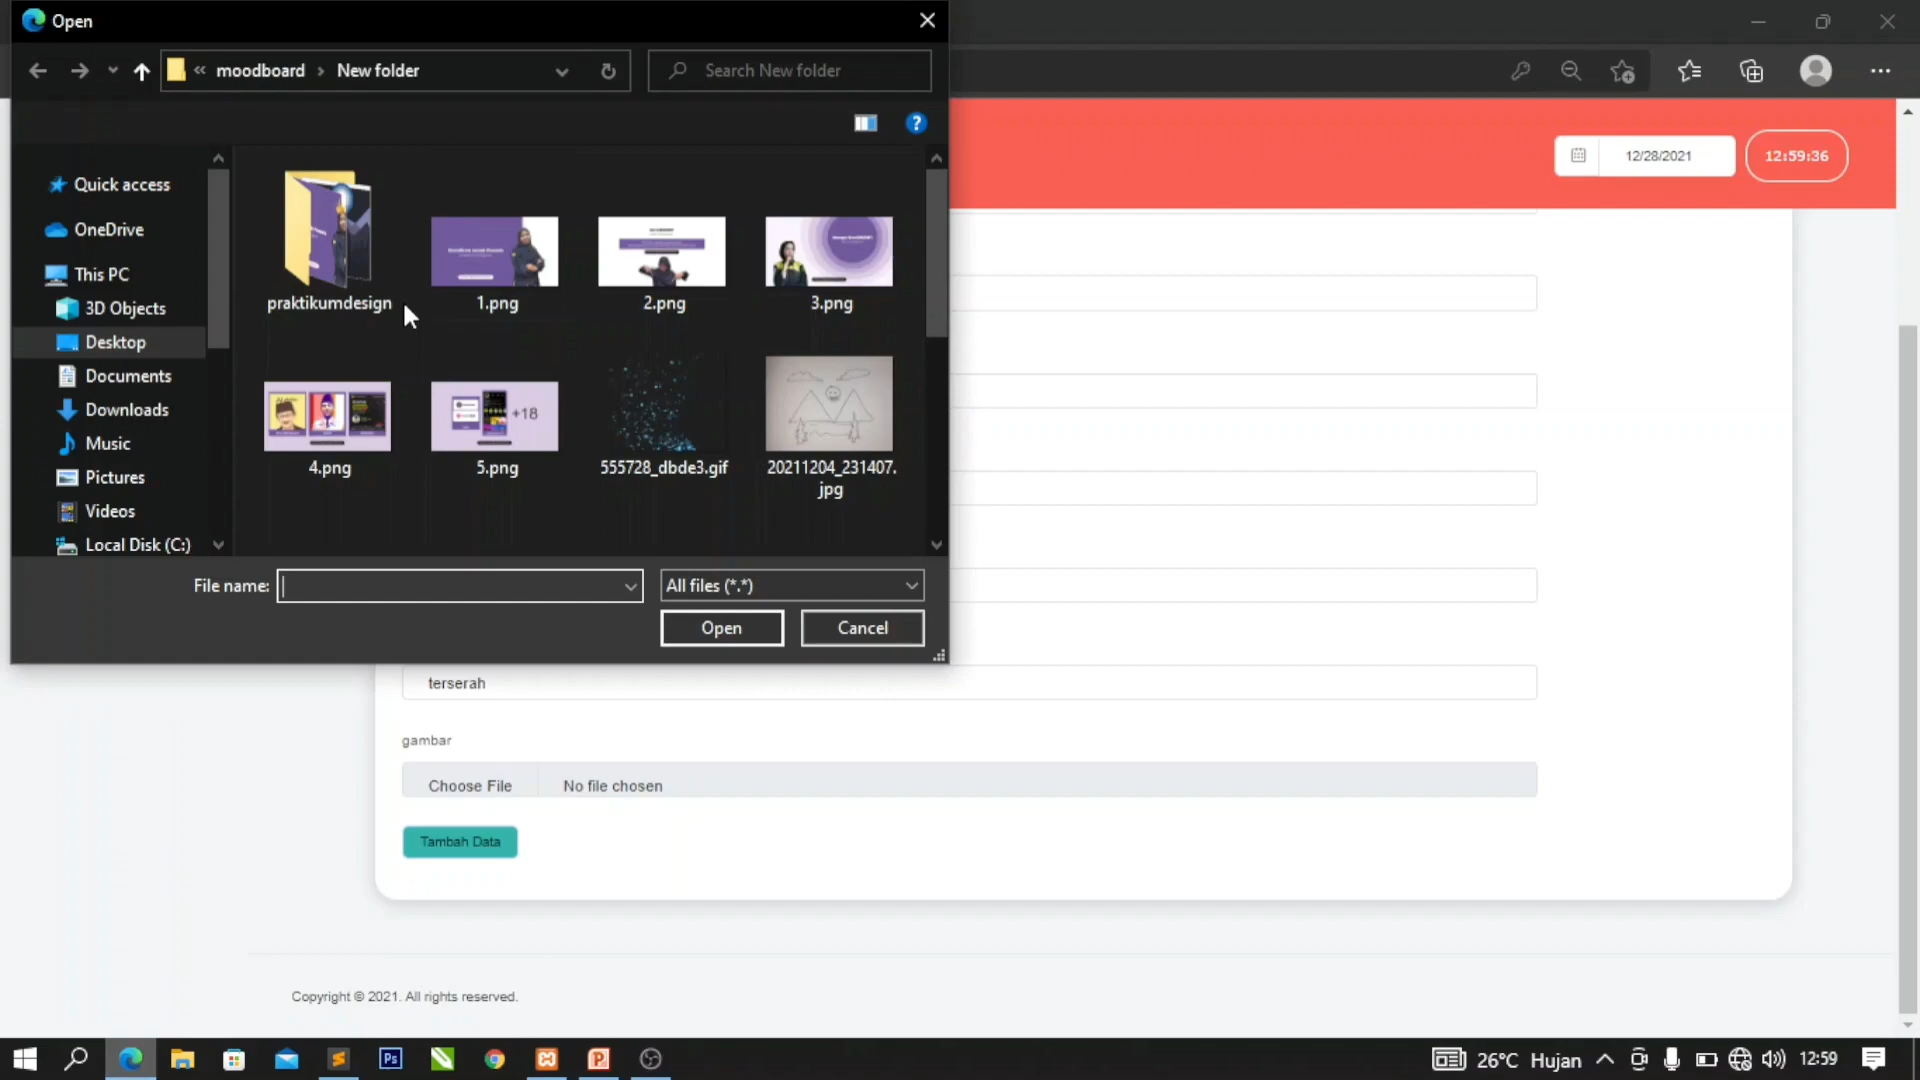 Open
« moodboard › New folder
Search New folder
12/28/2021
12:59:36
Quick access
OneDrive
This PC
3D Objects
Desktop
Documents
Downloads
Music
Pictures
Videos
Local Disk (C:)
praktikumdesign
1.png
2.png
3.png
+18
4.png
5.png
555728_dbde3.gif
20211204_231407.
jpg
File name:
All files (*.*)
Open
Cancel
terserah
gambar
Choose File
No file chosen
Tambah Data
Copyright © 2021. All rights reserved.
Ps
26°C Hujan
12:59